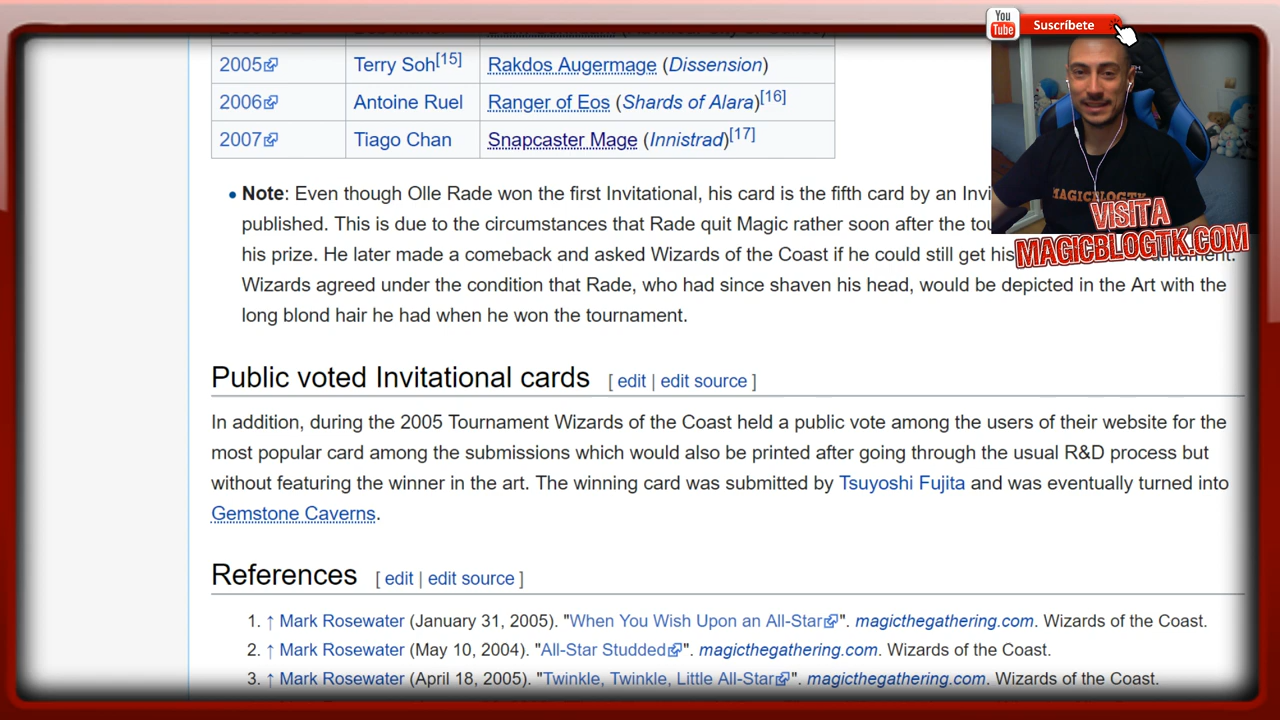 You
Tube
Suscríbete
2005 Terry Soh[15] Rakdos Augermage (Dissension)
2006 Antoine Ruel Ranger of Eos (Shards of Alara)[16]
2007 Tiago Chan Snapcaster Mage (Innistrad)[17]
MAGICBLOGTK
VISITA
MAGICBLOGTK.COM
• Note: Even though Olle Rade won the first Invitational, his card is the fifth card by an Invi
published. This is due to the circumstances that Rade quit Magic rather soon after the tou
his prize. He later made a comeback and asked Wizards of the Coast if he could still get his
Wizards agreed under the condition that Rade, who had since shaven his head, would be depicted in the Art with the
long blond hair he had when he won the tournament.
Public voted Invitational cards [ edit | edit source ]
In addition, during the 2005 Tournament Wizards of the Coast held a public vote among the users of their website for the
most popular card among the submissions which would also be printed after going through the usual R&D process but
without featuring the winner in the art. The winning card was submitted by Tsuyoshi Fujita and was eventually turned into
Gemstone Caverns.
References [ edit | edit source ]
1. ↑ Mark Rosewater (January 31, 2005). "When You Wish Upon an All-Star". magicthegathering.com. Wizards of the Coast.
2. ↑ Mark Rosewater (May 10, 2004). "All-Star Studded". magicthegathering.com. Wizards of the Coast.
3. ↑ Mark Rosewater (April 18, 2005). "Twinkle, Twinkle, Little All-Star". magicthegathering.com. Wizards of the Coast.